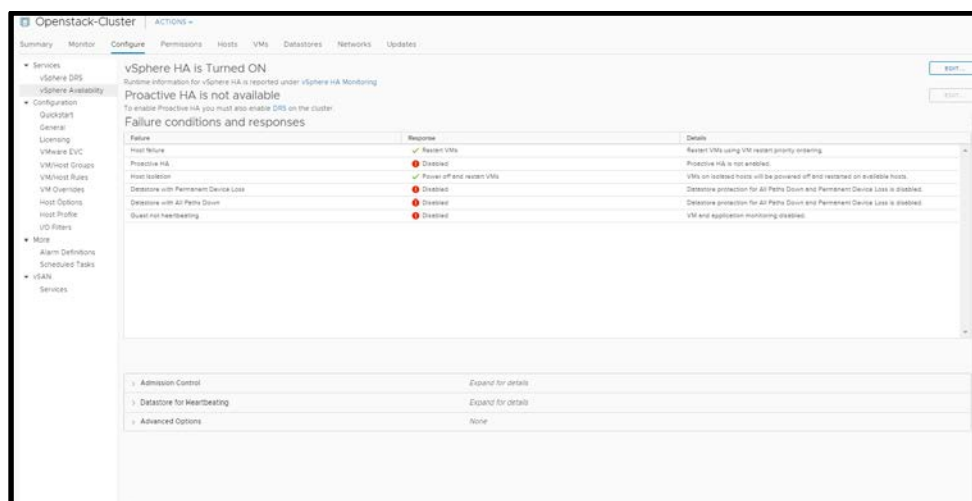 Openstack-Cluster ACTIONS
Summary Monitor Configure Permissions Hosts VMs Datastores Networks Updates
Services
vSphere DRS
vSphere Availability
Configuration
Quickstart
General
Licensing
VMware EVC
VM/Host Groups
VM/Host Rules
VM Overrides
Host Options
Host Profile
I/O Filters
More
Alarm Definitions
Scheduled Tasks
vSAN
Services
vSphere HA is Turned ON EDIT...
Runtime information for vSphere HA is reported under vSphere HA Monitoring
Proactive HA is not available EDIT...
To enable Proactive HA you must also enable DRS on the cluster.
Failure conditions and responses
Failure Response Details
Host failure Restart VMs Restart VMs using VM restart priority ordering.
Proactive HA Disabled Proactive HA is not enabled.
Host Isolation Power off and restart VMs VMs on isolated hosts will be powered off and restarted on available hosts.
Datastore with Permanent Device Loss Disabled Datastore protection for All Paths Down and Permanent Device Loss is disabled.
Datastore with All Paths Down Disabled Datastore protection for All Paths Down and Permanent Device Loss is disabled.
Guest not heartbeating Disabled VM and application monitoring disabled.
Admission Control Expand for details
Datastore for Heartbeating Expand for details
Advanced Options None